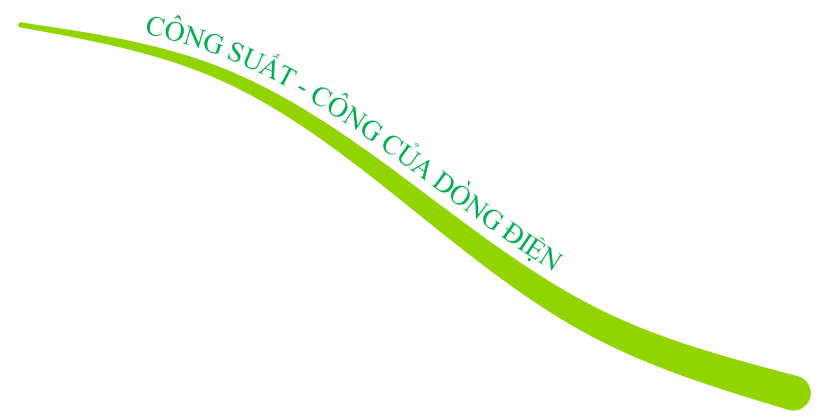 CÔNG SUẤT - CÔNG CỦA DÒNG ĐIỆN